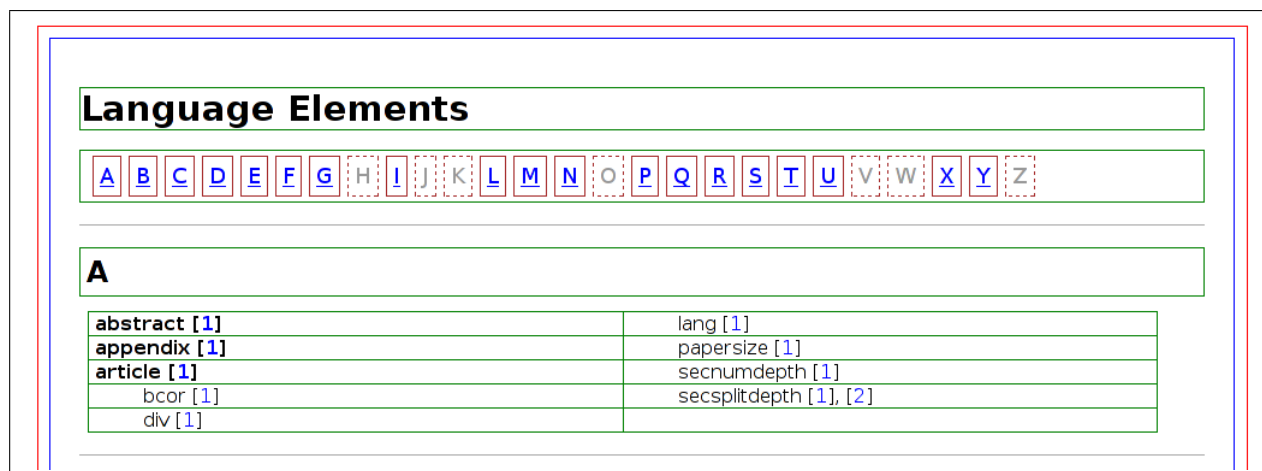 Language Elements
A B C D E F G H I J K L M N O P Q R S T U V W X Y Z
A
abstract [1]
appendix [1]
article [1]
bcor [1]
div [1]
lang [1]
papersize [1]
secnumdepth [1]
secsplitdepth [1], [2]